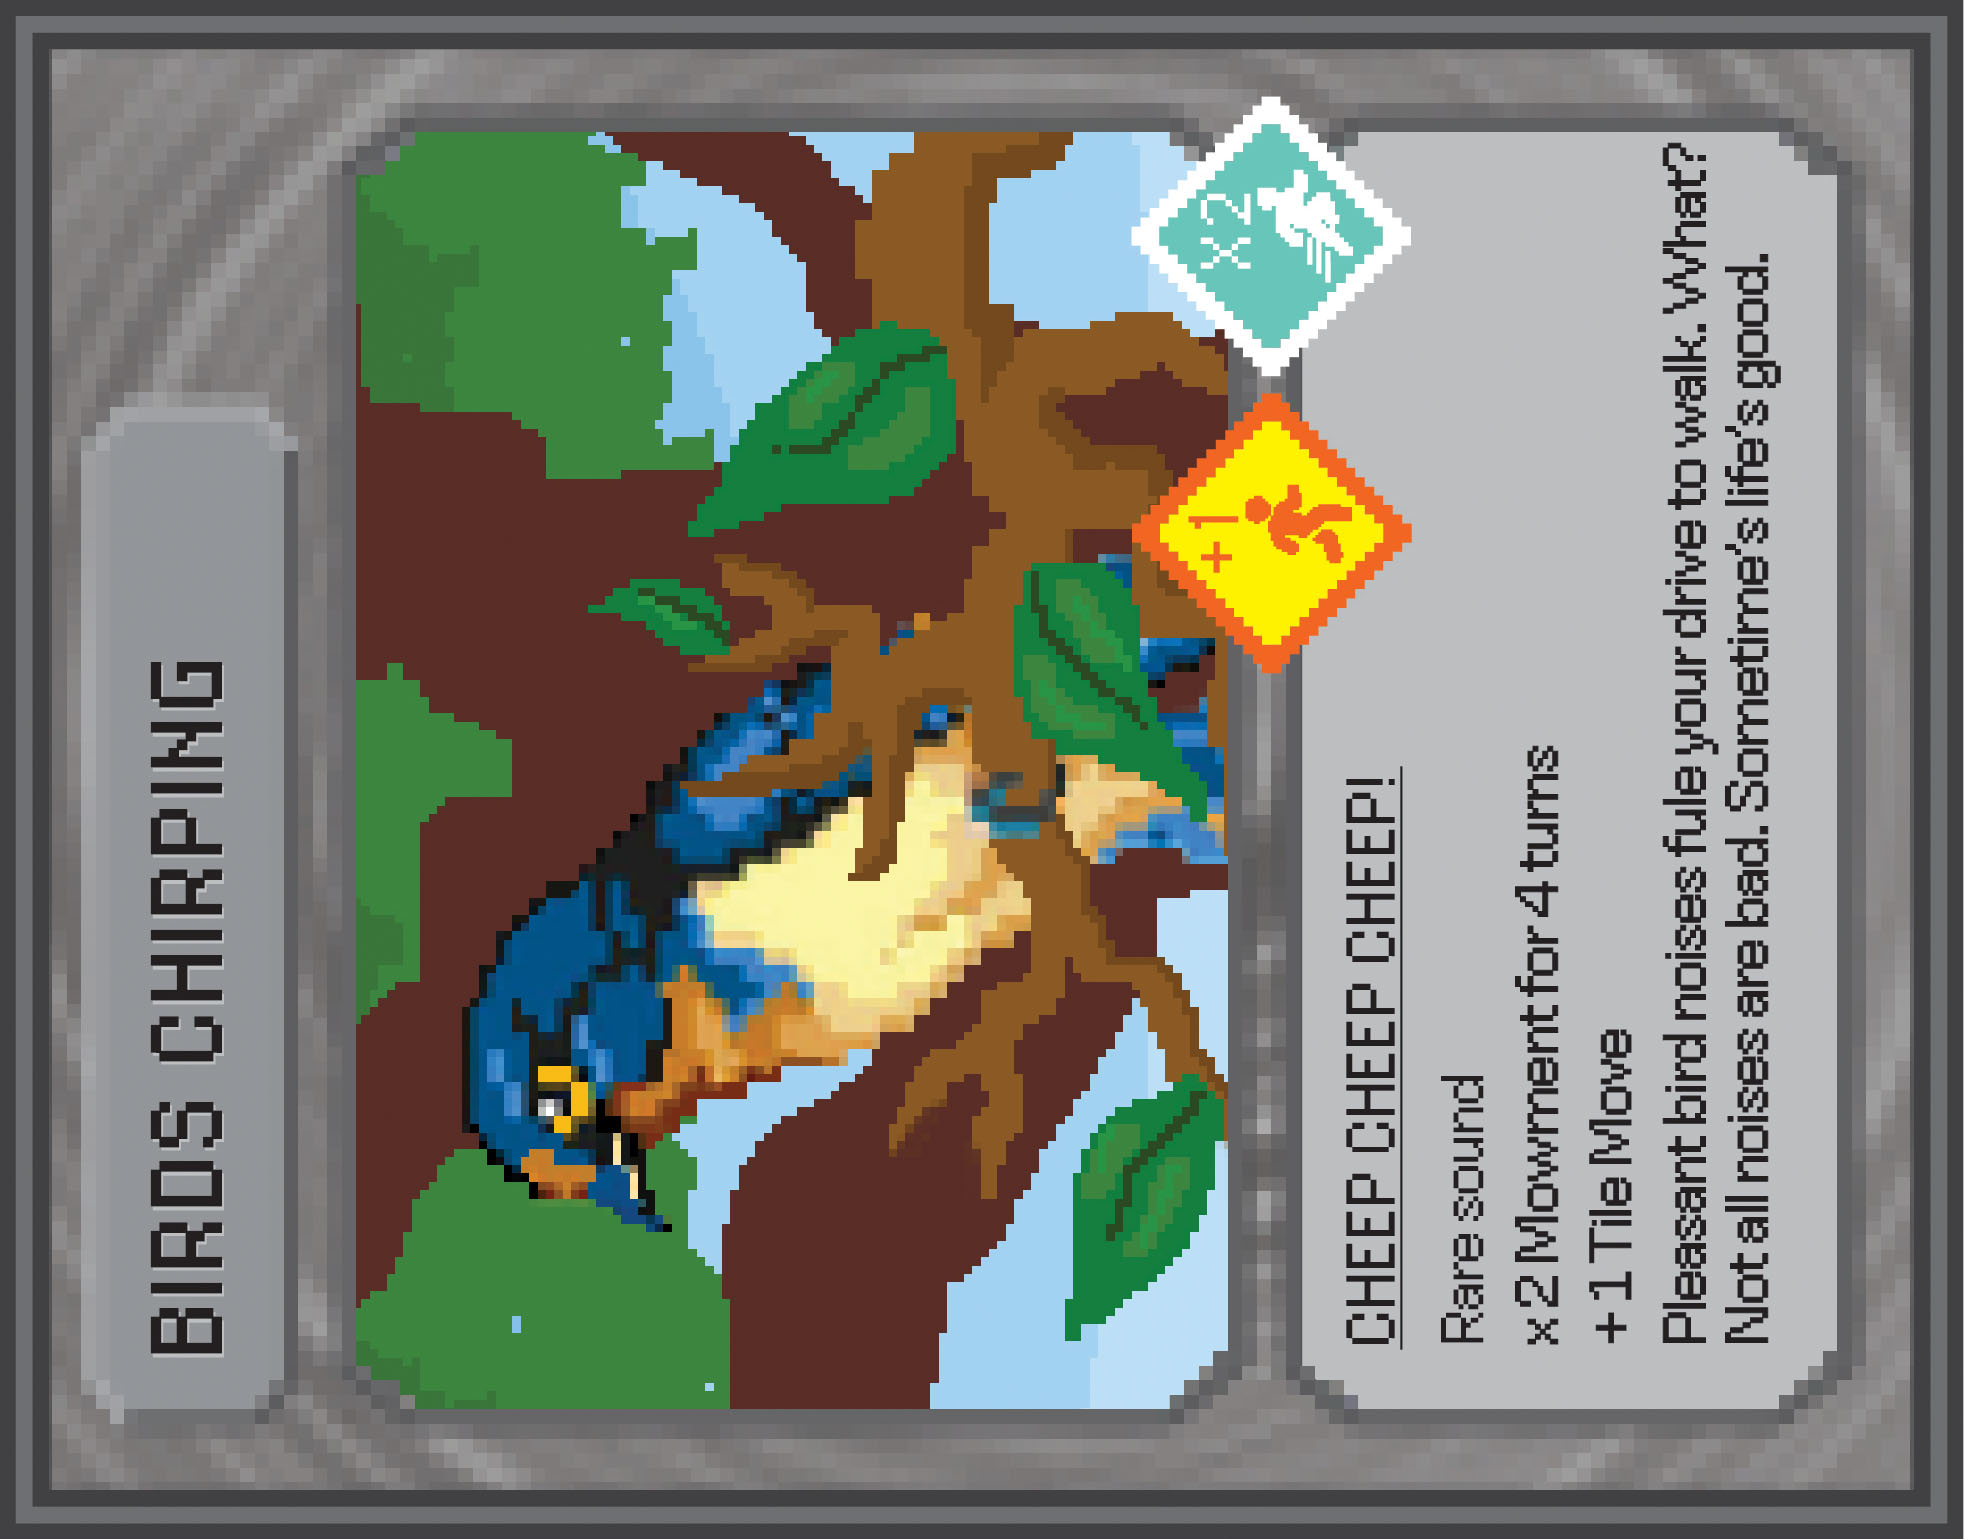 BIRDS CHIRPING
+1
x2
CHEEP CHEEP CHEEP!
Rare sound
x 2 Mowment for 4 turns
+ 1 Tile Move
Pleasant bird noises fule your drive to walk. What?
Not all noises are bad. Sometime's life's good.